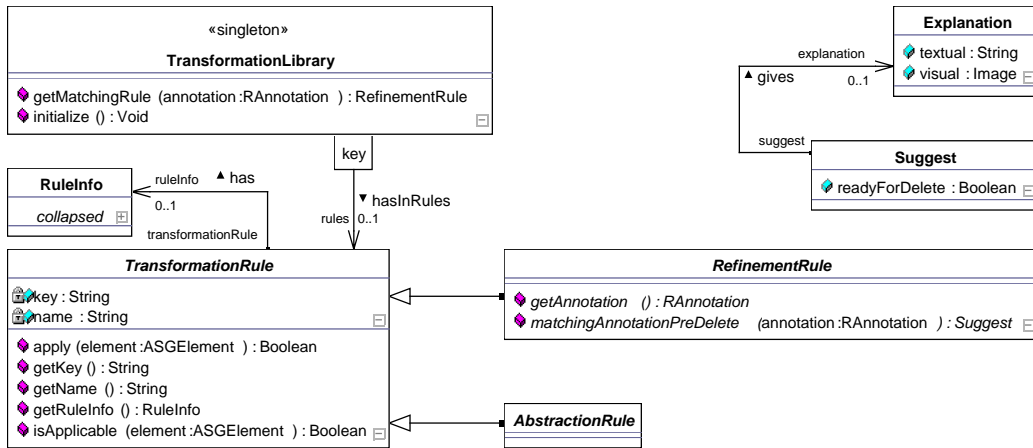 «singleton»
TransformationLibrary
getMatchingRule (annotation :RAnnotation ) : RefinementRule
initialize () : Void
key
Explanation
textual : String
visual : Image
explanation
0..1
gives
suggest
Suggest
readyForDelete : Boolean
RuleInfo
collapsed
ruleInfo
0..1
has
transformationRule
hasInRules
rules 0..1
TransformationRule
key : String
name : String
apply (element :ASGElement ) : Boolean
getKey () : String
getName () : String
getRuleInfo () : RuleInfo
isApplicable (element :ASGElement ) : Boolean
RefinementRule
getAnnotation () : RAnnotation
matchingAnnotationPreDelete (annotation :RAnnotation ) : Suggest
AbstractionRule